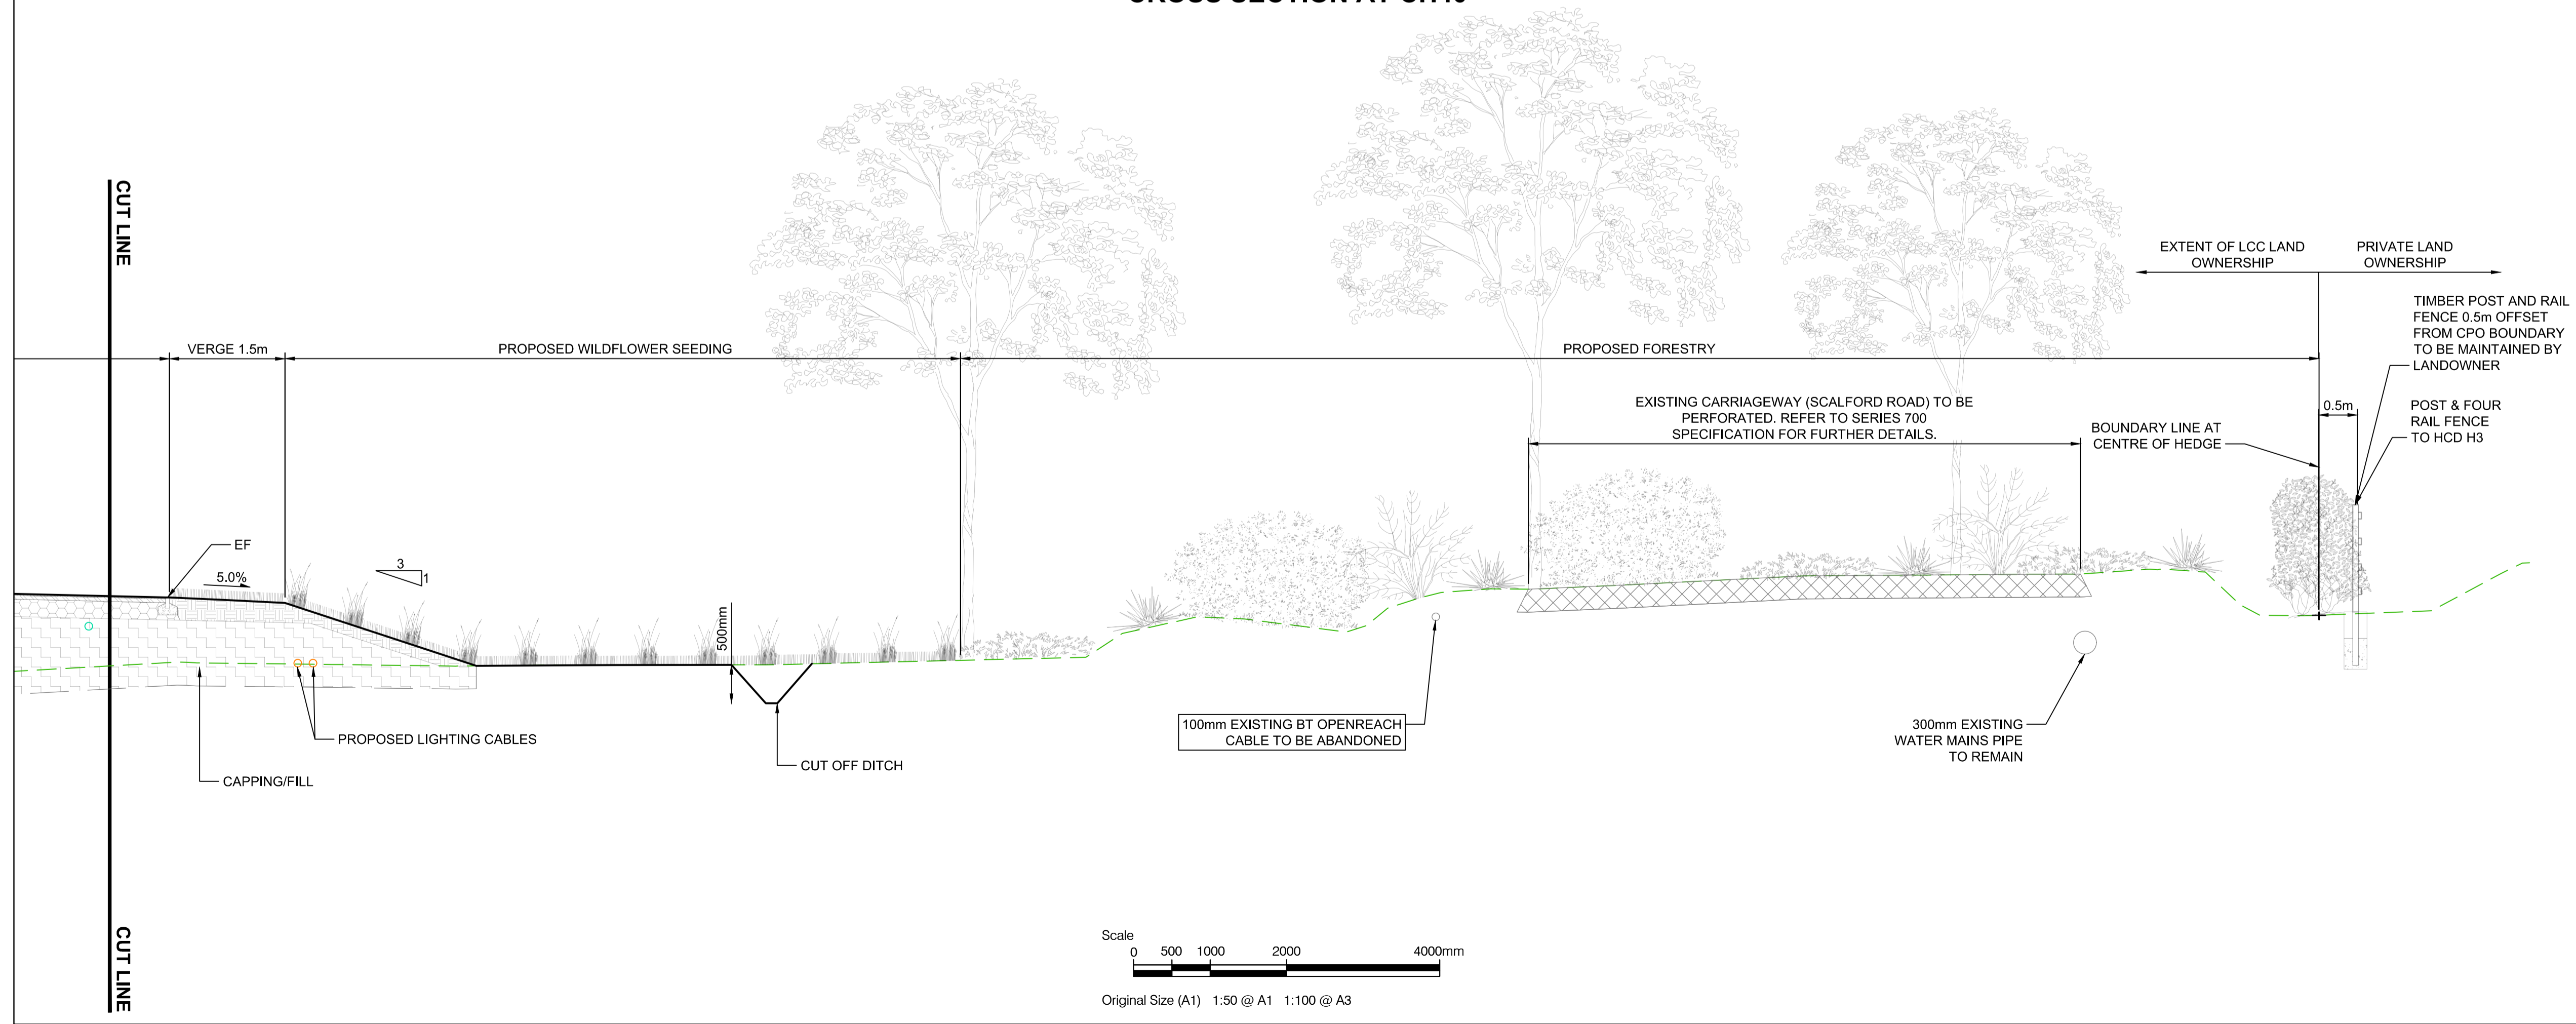 CUT LINE
EXTENT OF LCC LAND
OWNERSHIP
PRIVATE LAND
OWNERSHIP
TIMBER POST AND RAIL
FENCE 0.5m OFFSET
FROM CPO BOUNDARY
TO BE MAINTAINED BY
LANDOWNER
VERGE 1.5m
PROPOSED WILDFLOWER SEEDING
PROPOSED FORESTRY
EXISTING CARRIAGEWAY (SCALFORD ROAD) TO BE
PERFORATED. REFER TO SERIES 700
SPECIFICATION FOR FURTHER DETAILS.
0.5m
POST & FOUR
RAIL FENCE
TO HCD H3
BOUNDARY LINE AT
CENTRE OF HEDGE
EF
5.0%
3
1
500mm
100mm EXISTING BT OPENREACH
CABLE TO BE ABANDONED
300mm EXISTING
WATER MAINS PIPE
TO REMAIN
PROPOSED LIGHTING CABLES
CUT OFF DITCH
CAPPING/FILL
CUT LINE
Scale
0 500 1000 2000 4000mm
Original Size (A1) 1:50 @ A1 1:100 @ A3